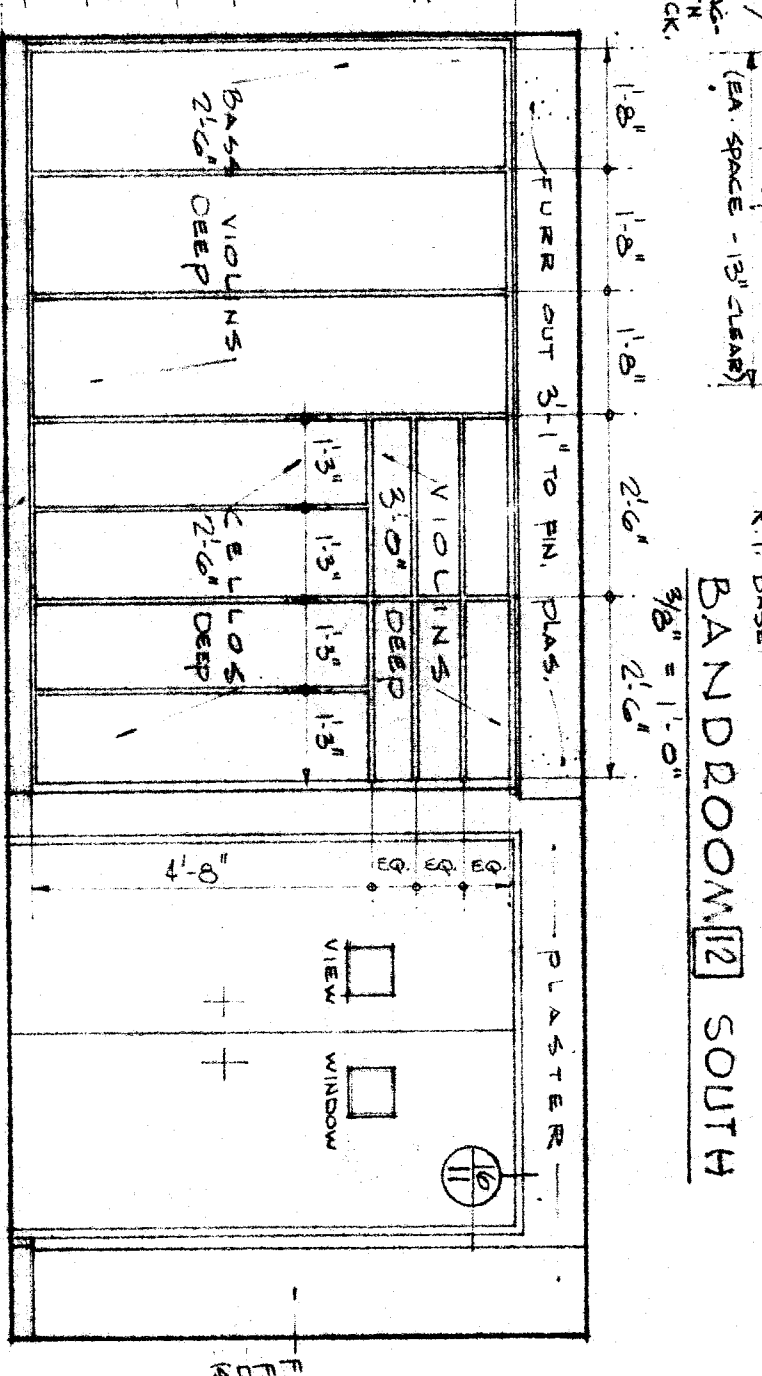 (EA. SPACE - 13" CLEAR)
BANDROOM 12 SOUTH
3/8" = 1'-0"
1'-8"
1'-8"
1'-8"
2'-6"
2'-6"
FURR OUT 3'-1" TO FIN. PLAS.
PLASTER
VIOLINS
3'-0" DEEP
EQ.
EQ.
EQ.
16
11
1'-3"
1'-3"
1'-3"
1'-3"
VIEW WINDOW
BASS VIOLINS
2'-6" DEEP
CELLOS
2'-6" DEEP
4'-8"